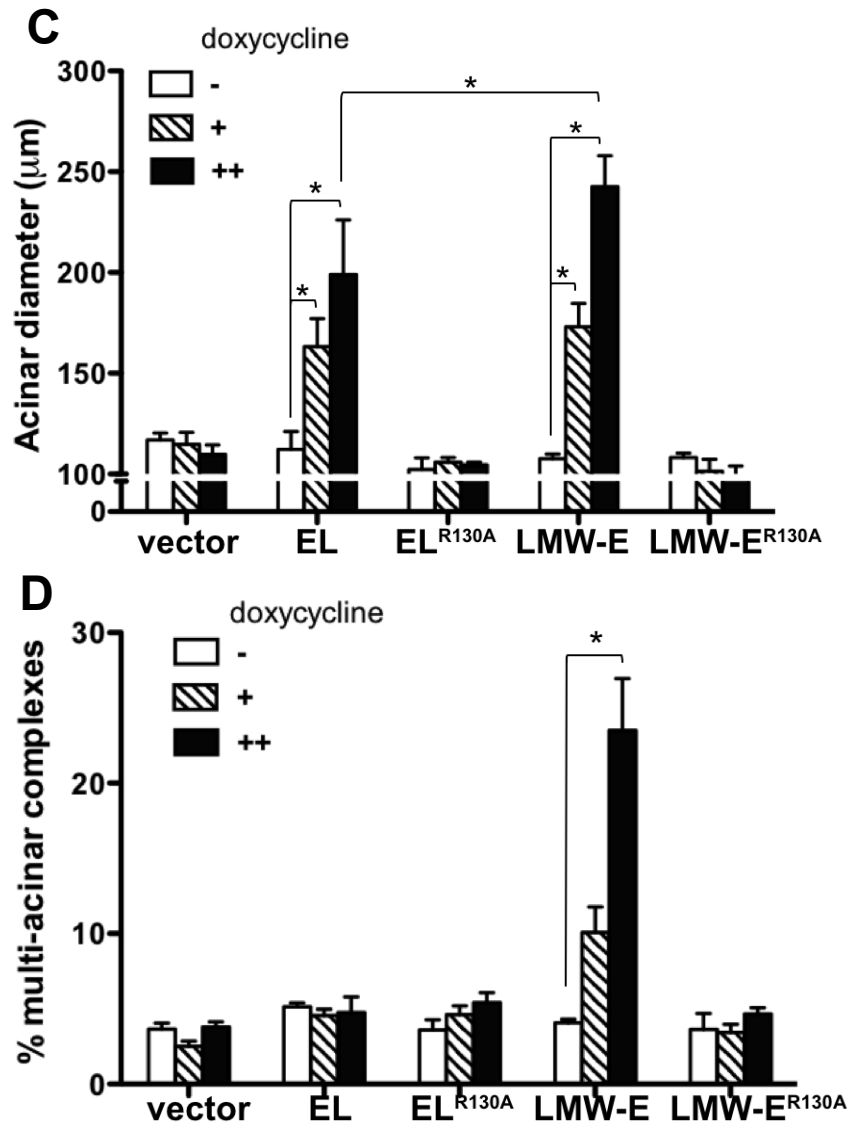 C
doxycycline
-
+
++
Acinar diameter (μm)
300
250
200
150
100
0
*
*
*
*
*
vector EL EL^R130A LMW-E LMW-E^R130A
D
doxycycline
-
+
++
% multi-acinar complexes
30
20
10
0
*
vector EL EL^R130A LMW-E LMW-E^R130A